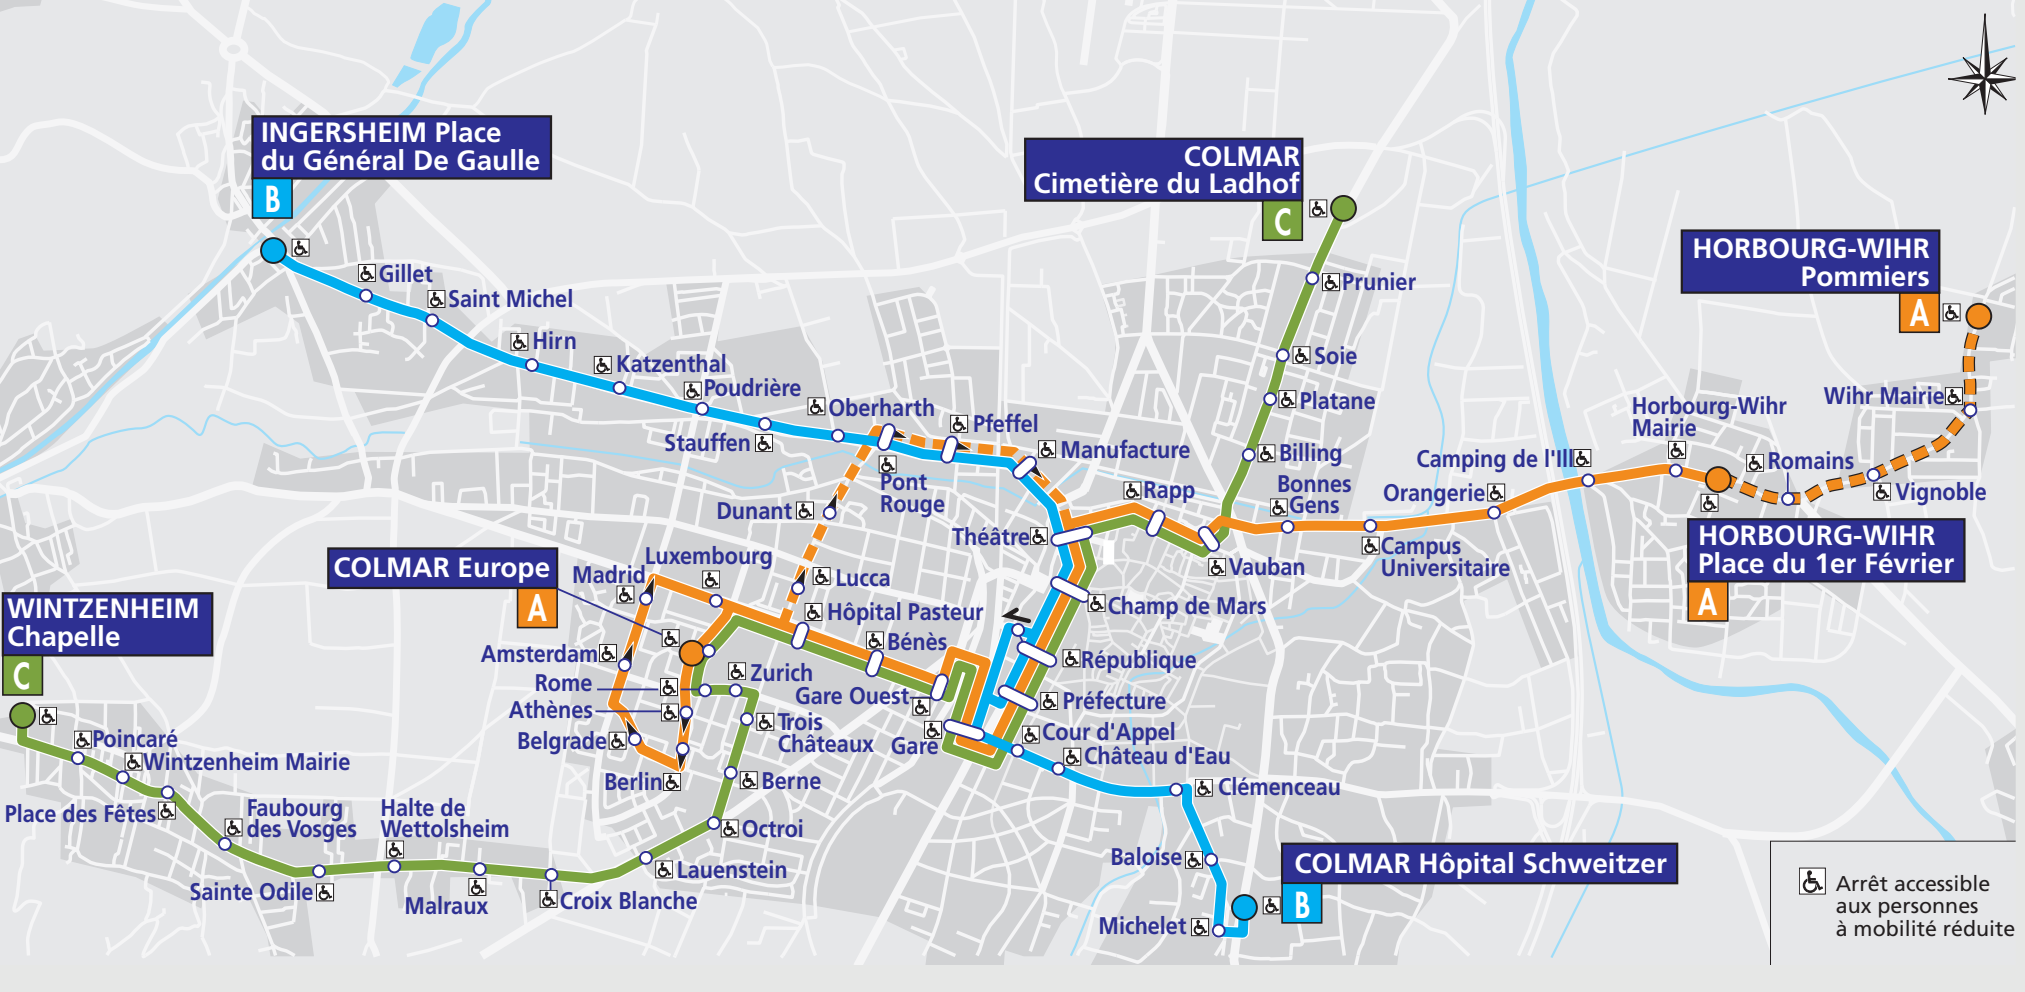 INGERSHEIM Place
du Général De Gaulle
B
Gillet
Saint Michel
Hirn
Katzenthal
Poudrière
Stauffen
Oberharth
Pont
Rouge
Pfeffel
Manufacture
COLMAR
Cimetière du Ladhof
C
Prunier
Soie
Platane
Billing
Bonnes
Gens
Rapp
Vauban
Théâtre
Champ de Mars
République
Préfecture
Cour d'Appel
Château d'Eau
Clémenceau
Baloise
Michelet
COLMAR Hôpital Schweitzer
B
HORBOURG-WIHR
Pommiers
A
Wihr Mairie
Vignoble
Romains
Horbourg-Wihr
Mairie
HORBOURG-WIHR
Place du 1er Février
A
Camping de l'Ill
Orangerie
Campus
Universitaire
Dunant
Lucca
Luxembourg
Madrid
COLMAR Europe
A
Hôpital Pasteur
Bénès
Gare Ouest
Gare
Amsterdam
Rome
Athènes
Belgrade
Berlin
Zurich
Trois
Châteaux
Berne
Octroi
Lauenstein
Croix Blanche
Malraux
Halte de
Wettolsheim
Sainte Odile
Faubourg
des Vosges
Place des Fêtes
Wintzenheim Mairie
Poincaré
WINTZENHEIM
Chapelle
C
Arrêt accessible
aux personnes
à mobilité réduite